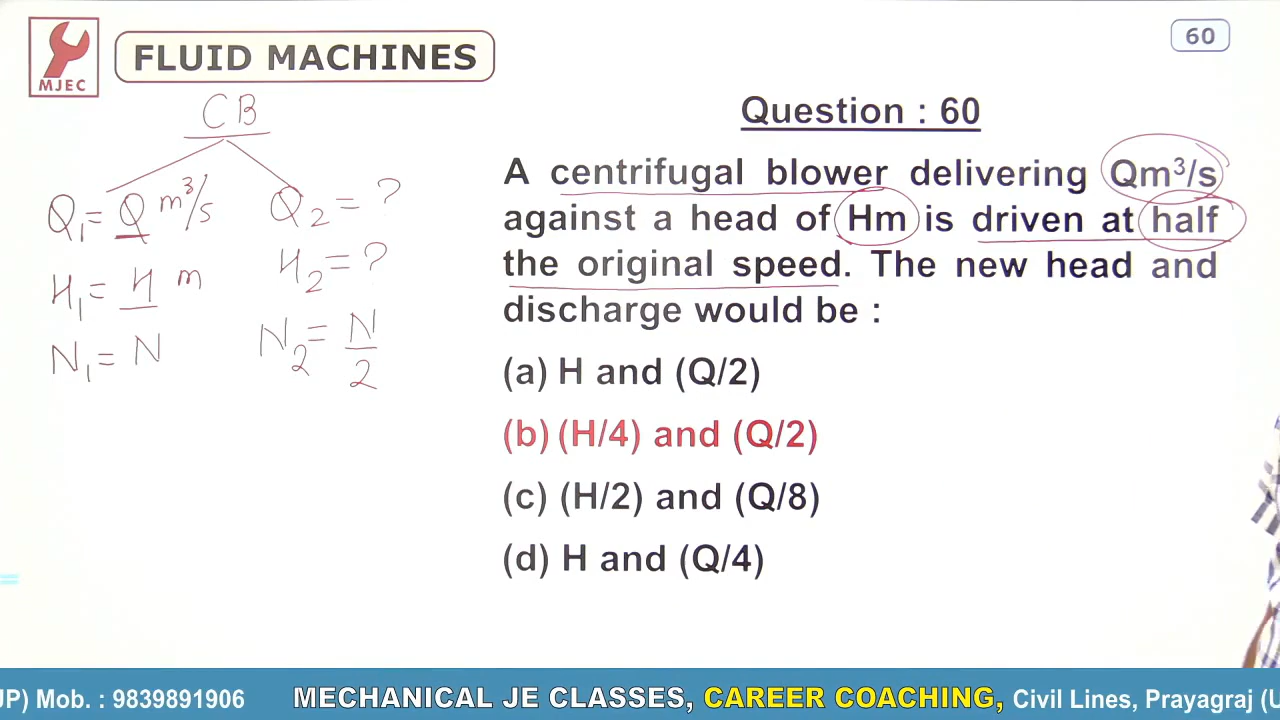 MJEC
FLUID MACHINES
60
CB
Q₁ = Q m³/s
Q₂ = ?
H₁ = H m
H₂ = ?
N₁ = N
N₂ = N/2
Question : 60
A centrifugal blower delivering Qm³/s
against a head of Hm is driven at half
the original speed. The new head and
discharge would be :
(a) H and (Q/2)
(b) (H/4) and (Q/2)
(c) (H/2) and (Q/8)
(d) H and (Q/4)
JP) Mob. : 9839891906 MECHANICAL JE CLASSES, CAREER COACHING, Civil Lines, Prayagraj (U